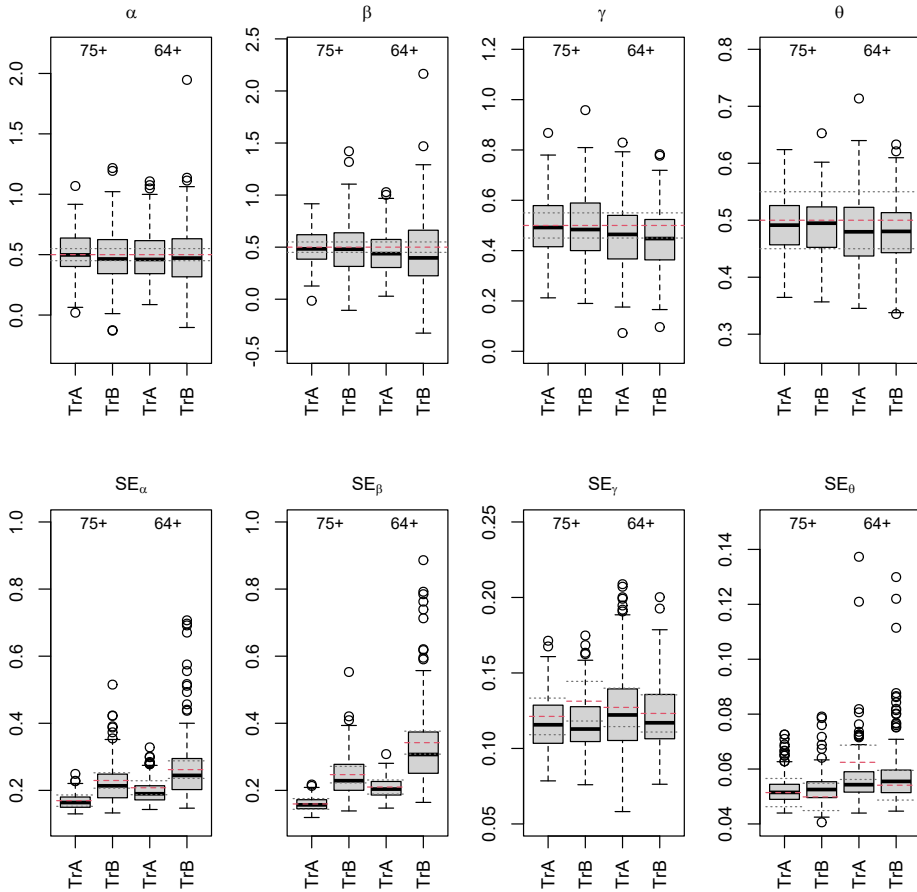 α β γ θ
75+ 64+ 75+ 64+ 75+ 64+ 75+ 64+
-0.5 0.0 0.5 1.0 1.5 2.0 2.5
0.0 0.5 1.0 1.5 2.0
0.0 0.2 0.4 0.6 0.8 1.0 1.2
0.3 0.4 0.5 0.6 0.7 0.8
TrA TrB TrA TrB TrA TrB TrA TrB TrA TrB TrA TrB TrA TrB TrA TrB
SEα SEβ SEγ SEθ
75+ 64+ 75+ 64+ 75+ 64+ 75+ 64+
0.2 0.4 0.6 0.8 1.0
0.2 0.4 0.6 0.8 1.0
0.05 0.10 0.15 0.20 0.25
0.04 0.06 0.08 0.10 0.12 0.14
TrA TrB TrA TrB TrA TrB TrA TrB TrA TrB TrA TrB TrA TrB TrA TrB